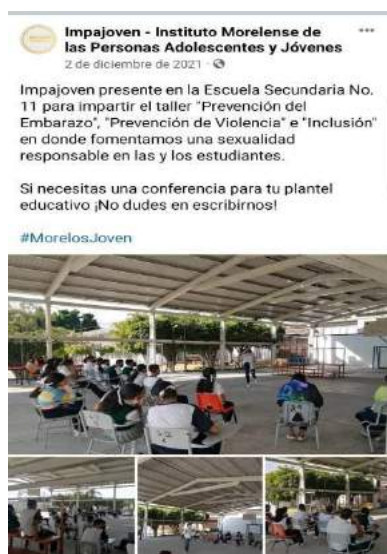 Impajoven - Instituto Morelense de
las Personas Adolescentes y Jóvenes
2 de diciembre de 2021 ·
Impajoven presente en la Escuela Secundaria No.
11 para impartir el taller "Prevención del
Embarazo", "Prevención de Violencia" e "Inclusión"
en donde fomentamos una sexualidad
responsable en las y los estudiantes.
Si necesitas una conferencia para tu plantel
educativo ¡No dudes en escribirnos!
#MorelosJoven